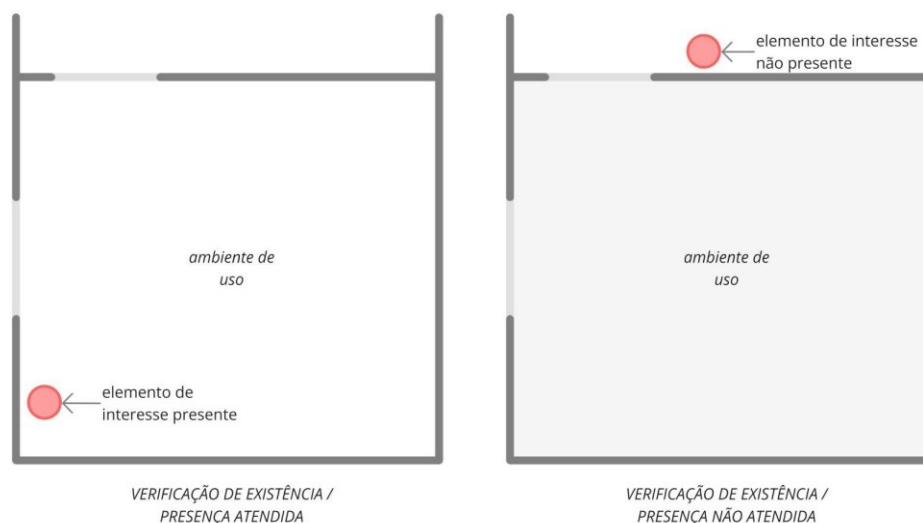 elemento de interesse
não presente
ambiente de
uso
ambiente de
uso
elemento de
interesse presente
VERIFICAÇÃO DE EXISTÊNCIA /
PRESENÇA ATENDIDA
VERIFICAÇÃO DE EXISTÊNCIA /
PRESENÇA NÃO ATENDIDA